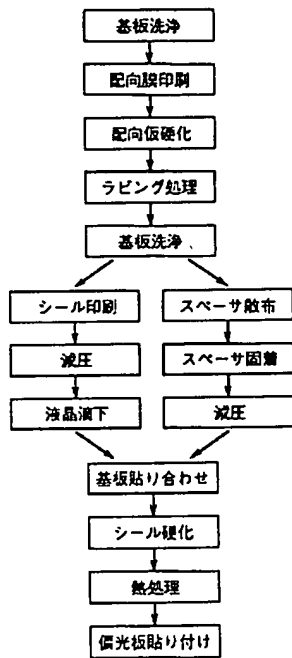 基板洗浄
配向膜印刷
配向仮硬化
ラビング処理
基板洗浄
シール印刷
スペーサ散布
減圧
スペーサ固着
液晶滴下
減圧
基板貼り合わせ
シール硬化
熱処理
偏光板貼り付け